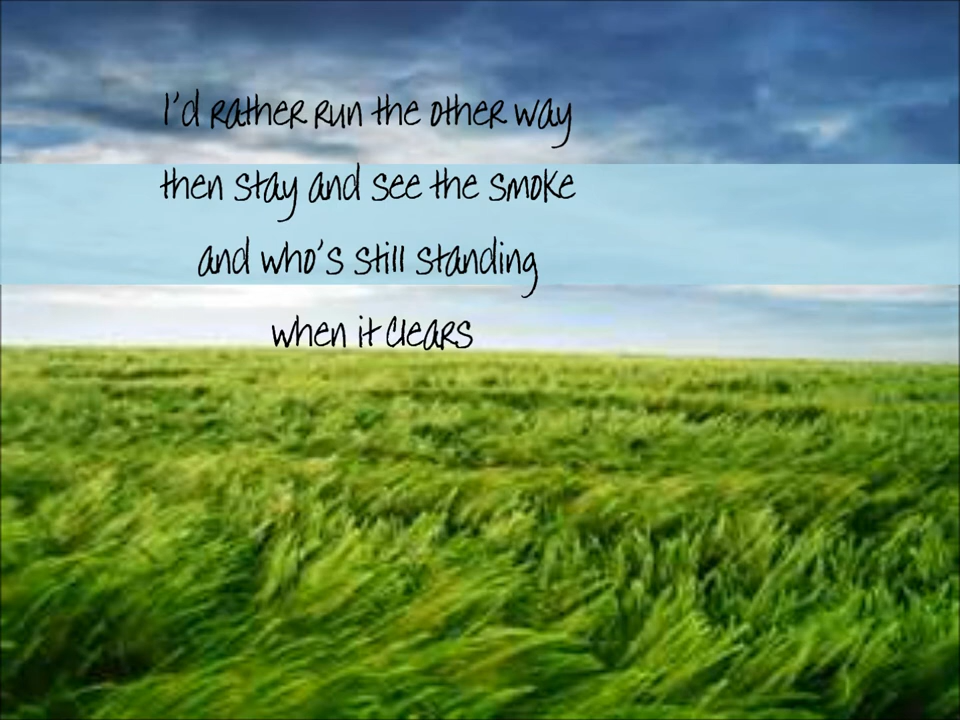 I'd rather run the other way
then stay and see the smoke
and who's still standing
when it clears